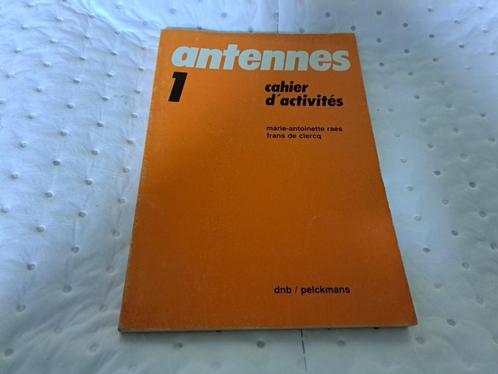 antennes
1
cahier
d'activités
marie-antoinette raes
frans de clercq
dnb / pelckmans